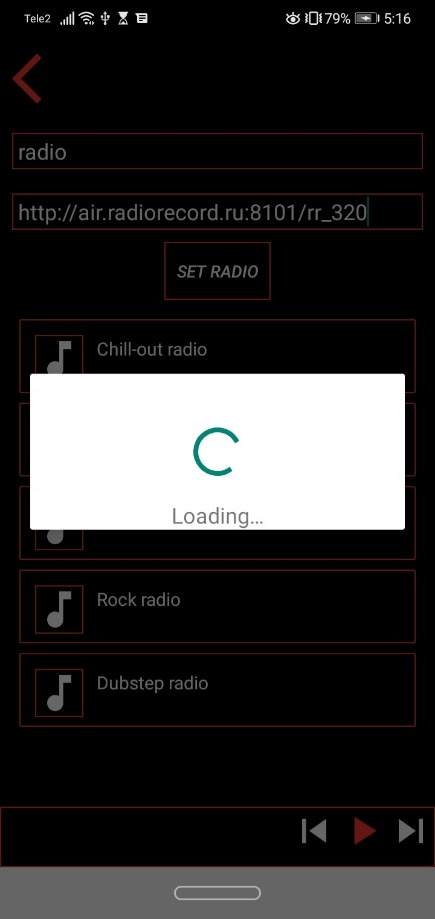 Tele2 79% 5:16
radio
http://air.radiorecord.ru:8101/rr_320
SET RADIO
Chill-out radio
Loading...
Rock radio
Dubstep radio